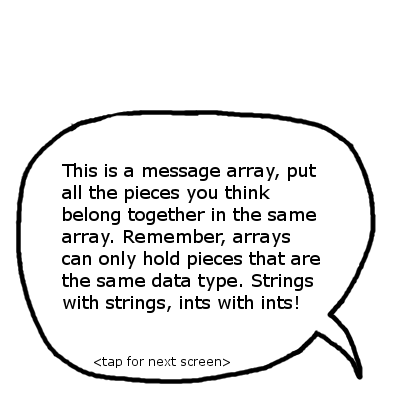 This is a message array, put
all the pieces you think
belong together in the same
array. Remember, arrays
can only hold pieces that are
the same data type. Strings
with strings, ints with ints!
<tap for next screen>